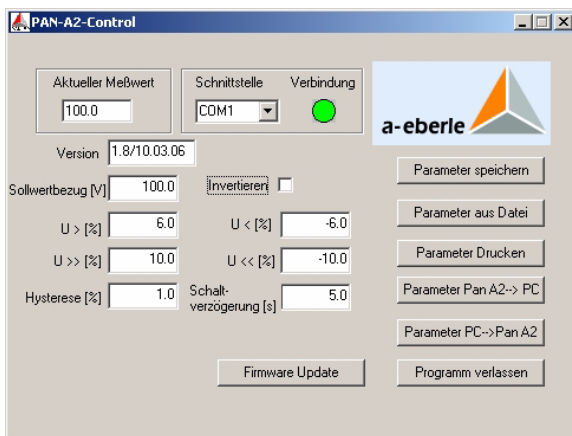 PAN-A2-Control
Aktueller Meßwert
100.0
Schnittstelle
COM1
Verbindung
a-eberle
Version 1.8/10.03.06
Sollwertbezug [V] 100.0
Invertieren
U > [%] 6.0
U < [%] -6.0
U >> [%] 10.0
U << [%] -10.0
Hysterese [%] 1.0
Schalt-
verzögerung [s] 5.0
Firmware Update
Parameter speichern
Parameter aus Datei
Parameter Drucken
Parameter Pan A2--> PC
Parameter PC-->Pan A2
Programm verlassen